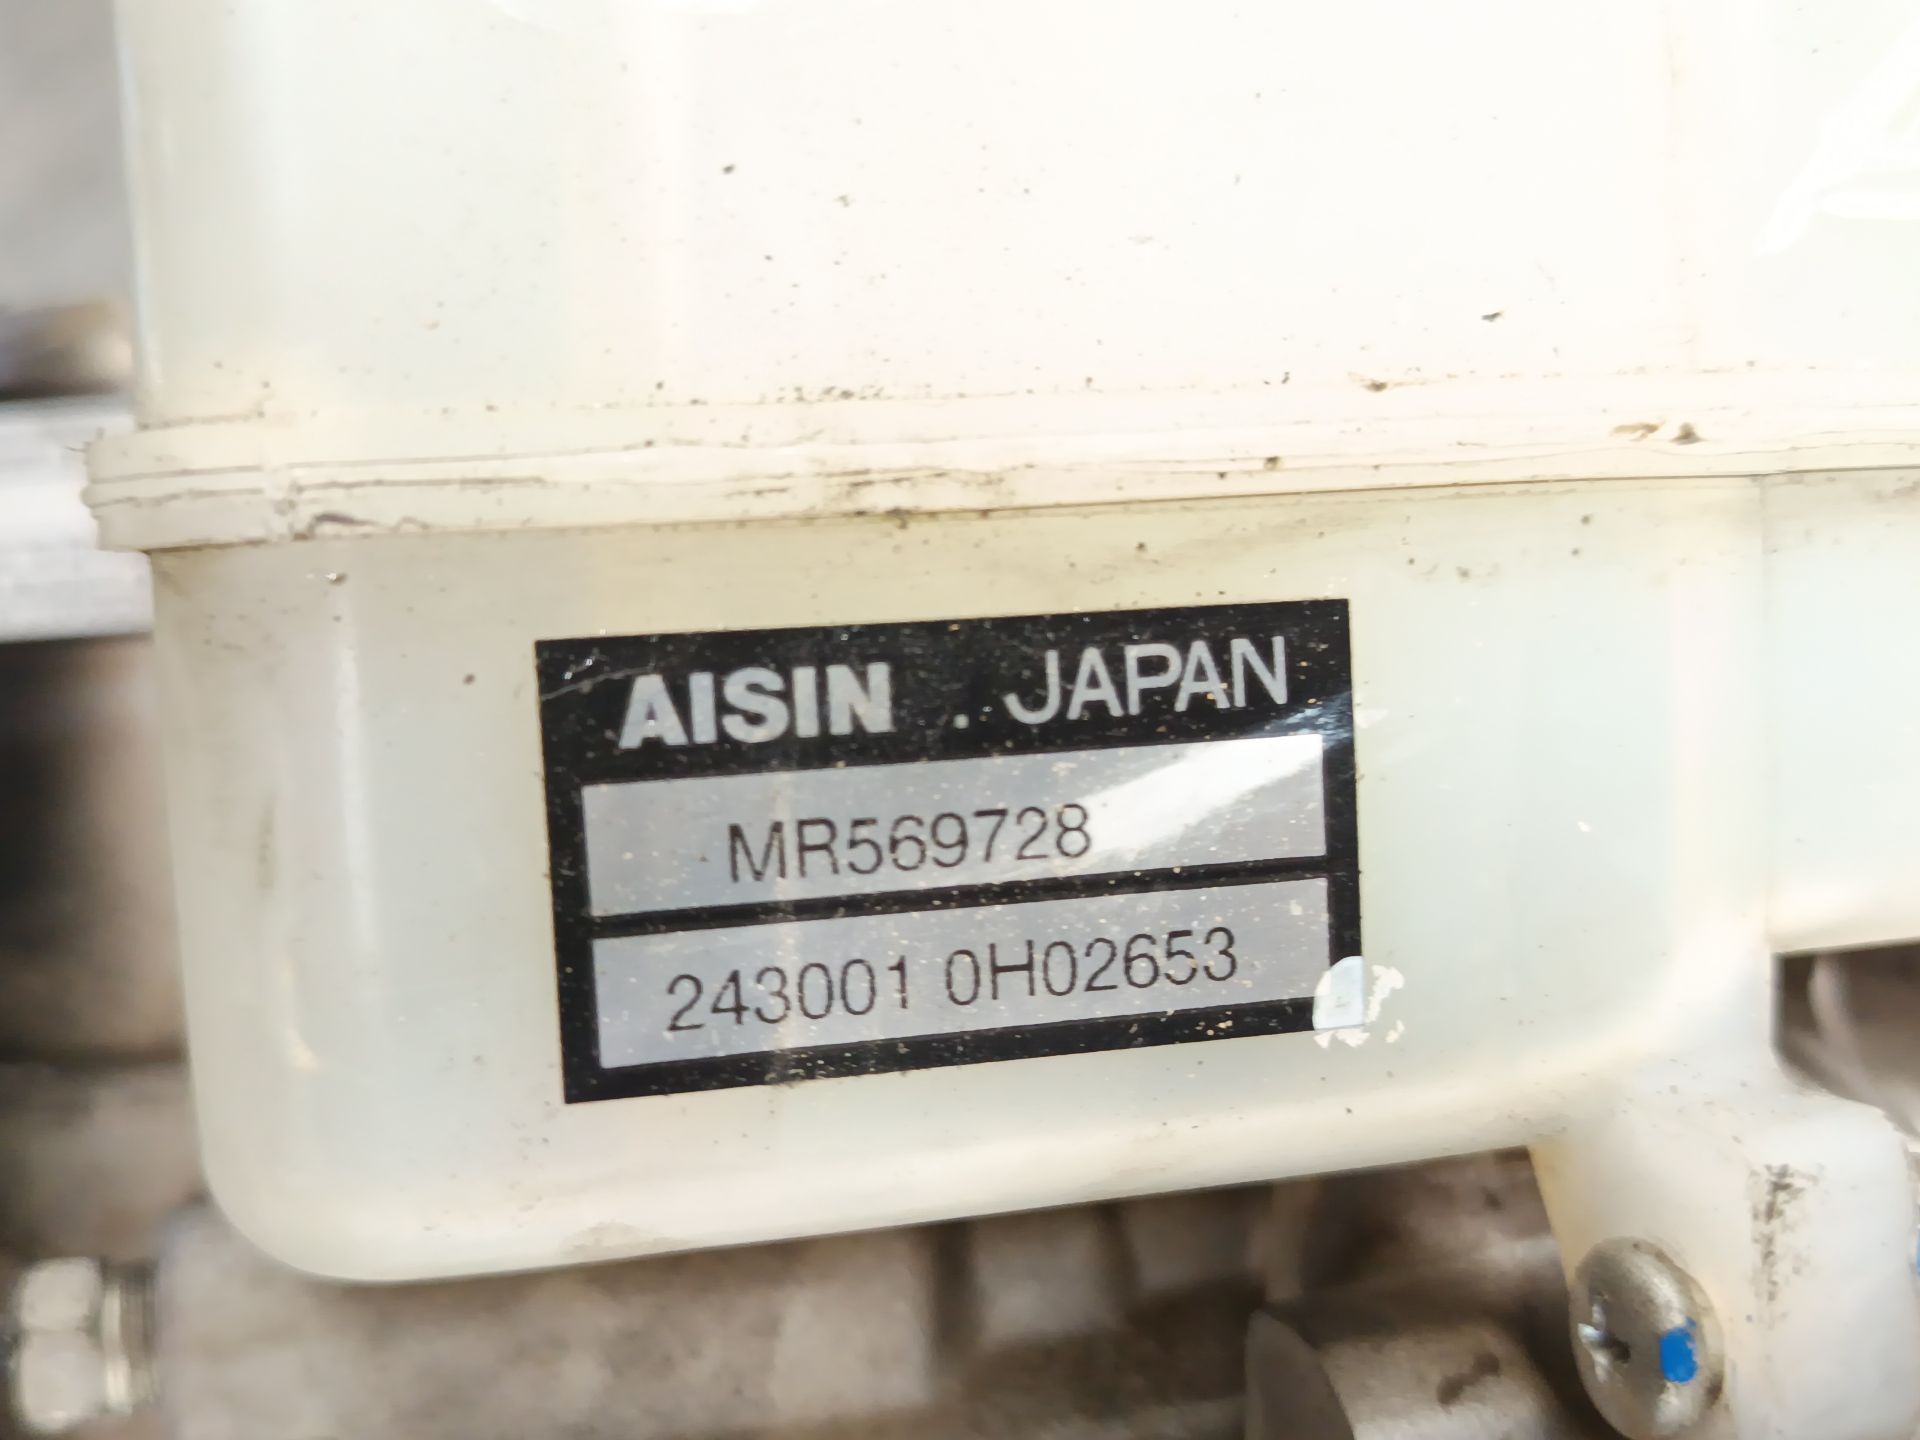 AISIN . JAPAN
MR569728
243001 0H02653